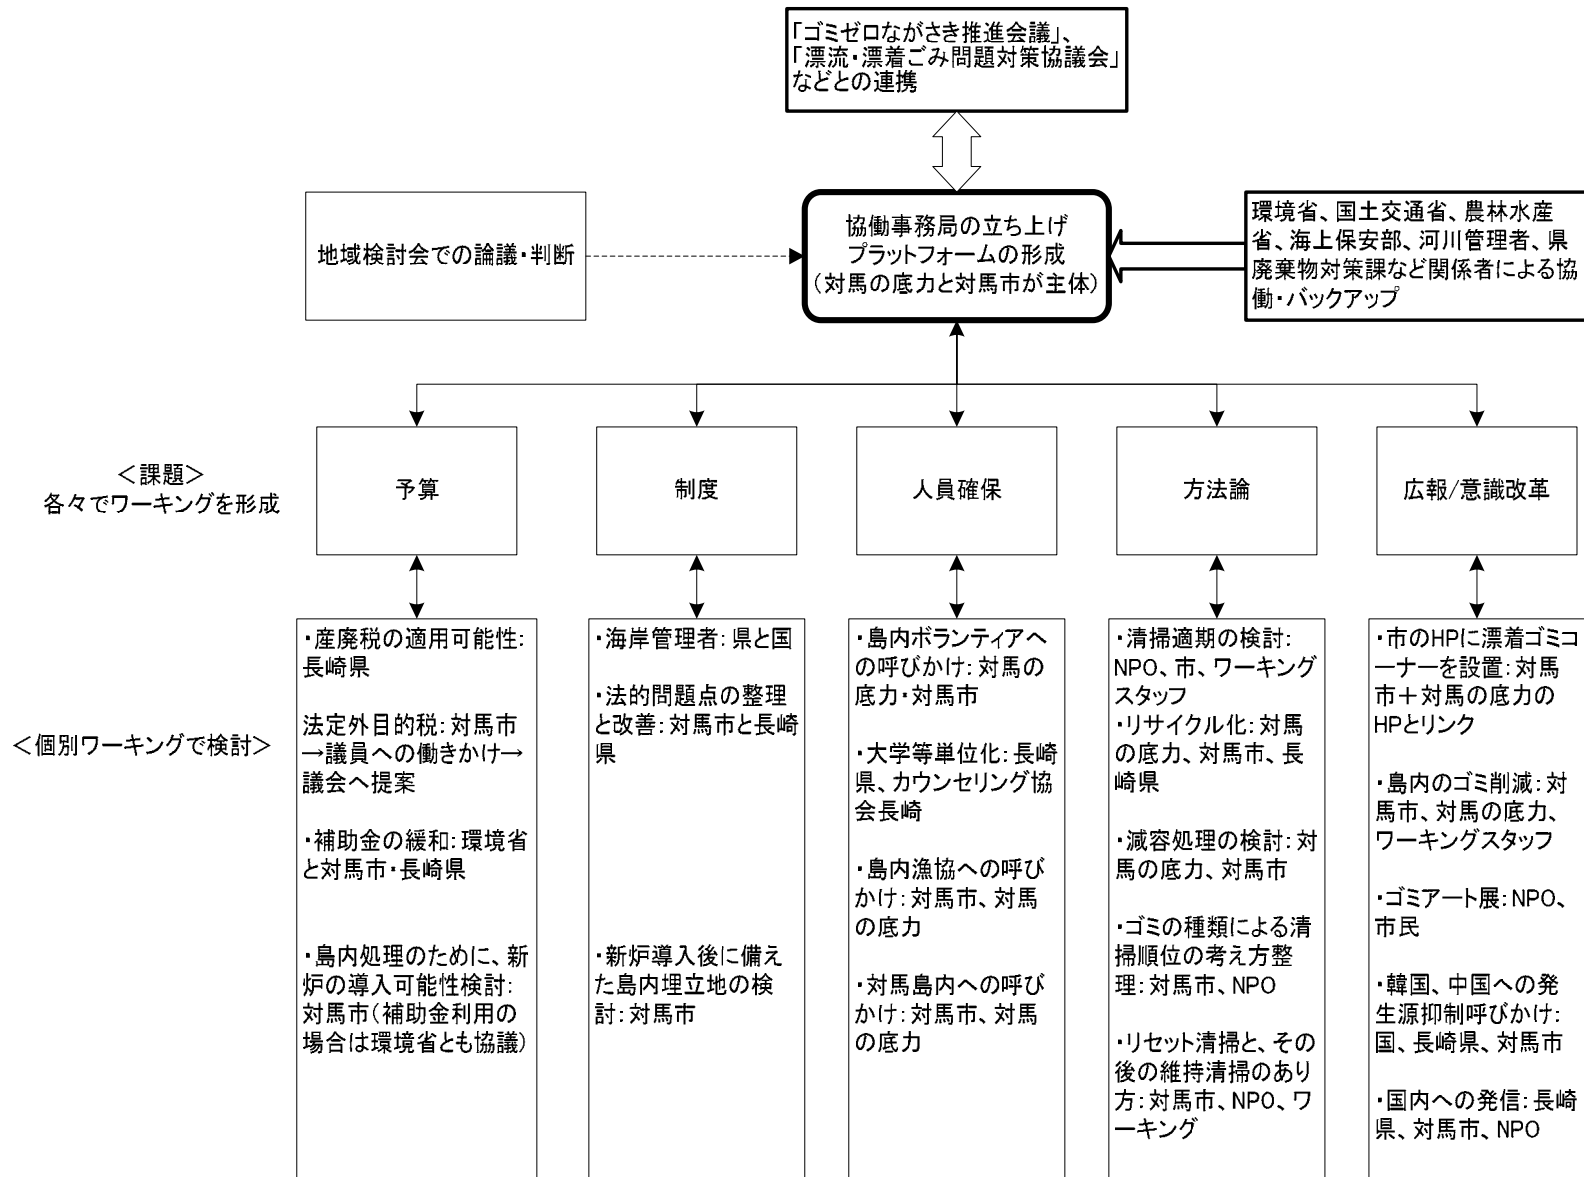 「ゴミゼロながさき推進会議」、
「漂流・漂着ごみ問題対策協議会」
などとの連携
地域検討会での論議・判断
協働事務局の立ち上げ
プラットフォームの形成
（対馬の底力と対馬市が主体）
環境省、国土交通省、農林水産
省、海上保安部、河川管理者、県
廃棄物対策課など関係者による協
働・バックアップ
＜課題＞
各々でワーキングを形成
予算
制度
人員確保
方法論
広報/意識改革
＜個別ワーキングで検討＞
・産廃税の適用可能性：
長崎県
法定外目的税：対馬市
→議員への働きかけ→
議会へ提案
・補助金の緩和：環境省
と対馬市・長崎県
・島内処理のために、新
炉の導入可能性検討：
対馬市（補助金利用の
場合は環境省とも協議）
・海岸管理者：県と国
・法的問題点の整理
と改善：対馬市と長崎
県
・新炉導入後に備え
た島内埋立地の検
討：対馬市
・島内ボランティアへ
の呼びかけ：対馬の
底力・対馬市
・大学等単位化：長崎
県、カウンセリング協
会長崎
・島内漁協への呼び
かけ：対馬市、対馬
の底力
・対馬島内への呼び
かけ：対馬市、対馬
の底力
・清掃適期の検討：
NPO、市、ワーキング
スタッフ
・リサイクル化：対馬
の底力、対馬市、長
崎県
・減容処理の検討：対
馬の底力、対馬市
・ゴミの種類による清
掃順位の考え方整
理：対馬市、NPO
・リセット清掃と、その
後の維持清掃のあり
方：対馬市、NPO、ワ
ーキング
・市のHPに漂着ゴミコ
ーナーを設置：対馬
市＋対馬の底力の
HPとリンク
・島内のゴミ削減：対
馬市、対馬の底力、
ワーキングスタッフ
・ゴミアート展：NPO、
市民
・韓国、中国への発
生源抑制呼びかけ：
国、長崎県、対馬市
・国内への発信：長崎
県、対馬市、NPO